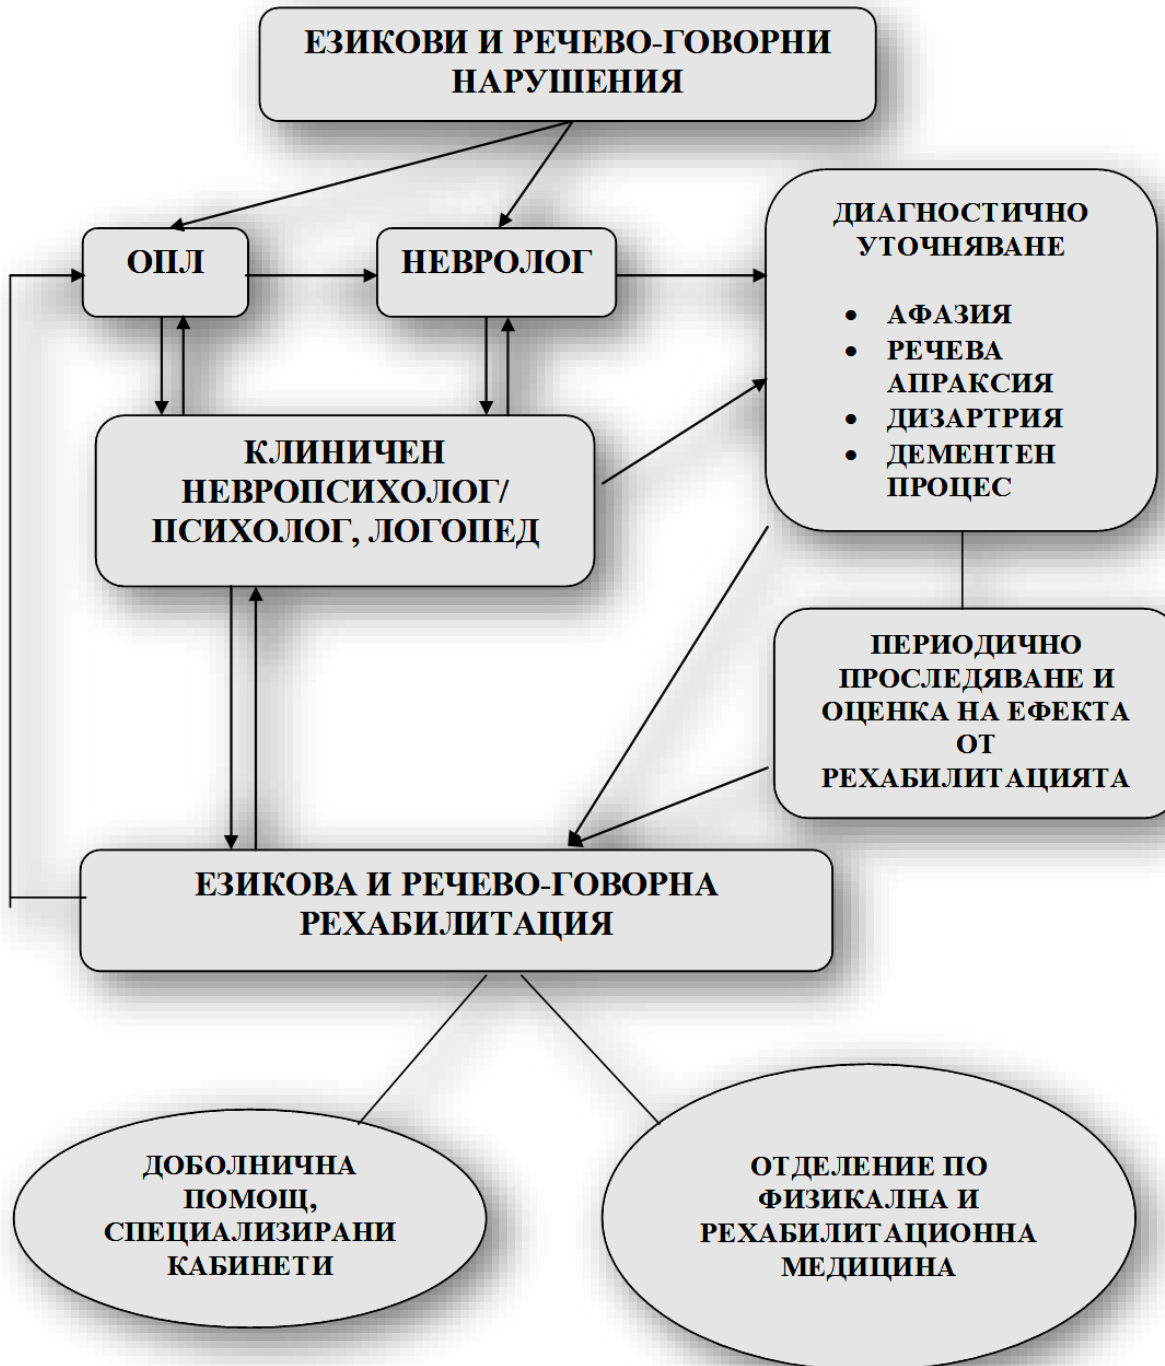 ЕЗИКОВИ И РЕЧЕВО-ГОВОРНИ
НАРУШЕНИЯ
ОПЛ
НЕВРОЛОГ
ДИАГНОСТИЧНО
УТОЧНЯВАНЕ
• АФАЗИЯ
• РЕЧЕВА
АПРАКСИЯ
• ДИЗАРТРИЯ
• ДЕМЕНТЕН
ПРОЦЕС
КЛИНИЧЕН
НЕВРОПСИХОЛОГ/
ПСИХОЛОГ, ЛОГОПЕД
ПЕРИОДИЧНО
ПРОСЛЕДЯВАНЕ И
ОЦЕНКА НА ЕФЕКТА
ОТ
РЕХАБИЛИТАЦИЯТА
ЕЗИКОВА И РЕЧЕВО-ГОВОРНА
РЕХАБИЛИТАЦИЯ
ДОБОЛНИЧНА
ПОМОЩ,
СПЕЦИАЛИЗИРАНИ
КАБИНЕТИ
ОТДЕЛЕНИЕ ПО
ФИЗИКАЛНА И
РЕХАБИЛИТАЦИОННА
МЕДИЦИНА